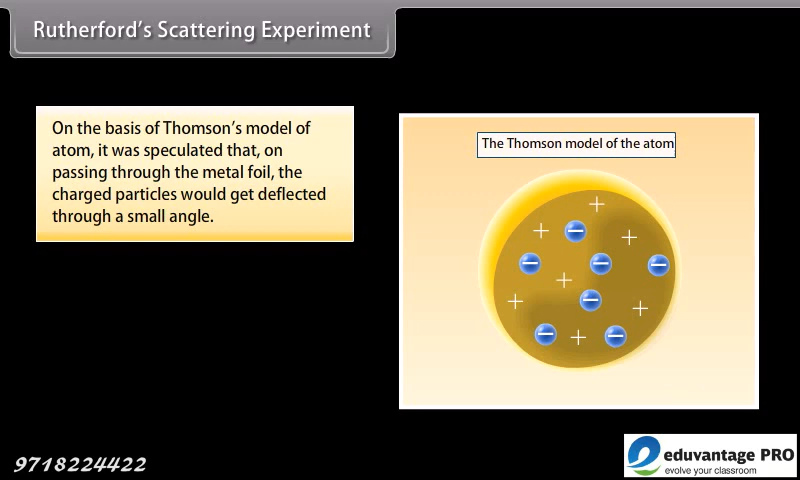 Rutherford's Scattering Experiment
On the basis of Thomson's model of
atom, it was speculated that, on
passing through the metal foil, the
charged particles would get deflected
through a small angle.
The Thomson model of the atom
9718224422
eduvantage PRO
evolve your classroom